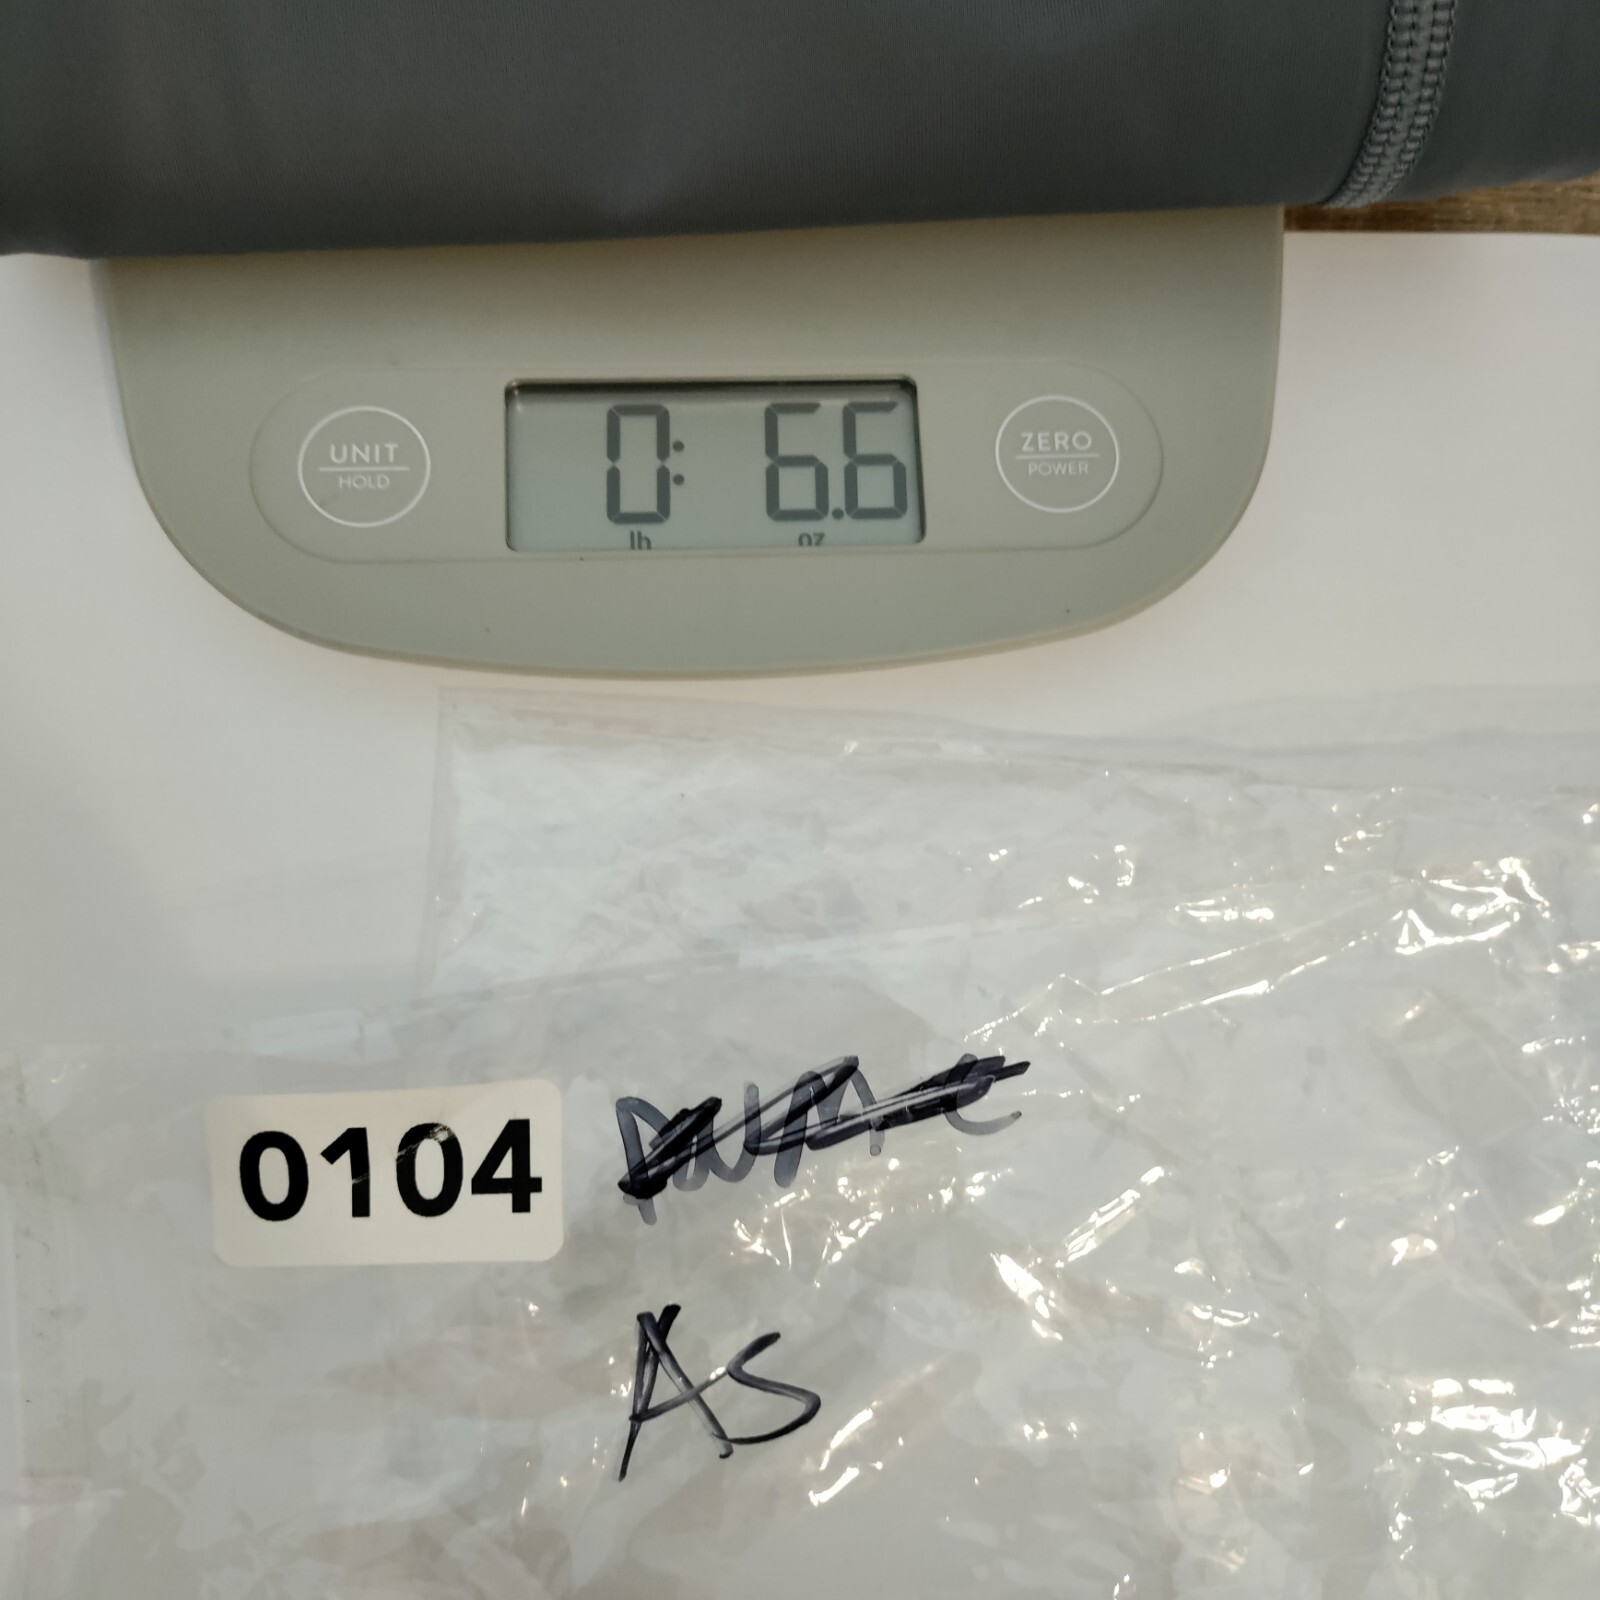 UNIT
HOLD
0: 6.6
lb oz
ZERO
POWER
0104
As